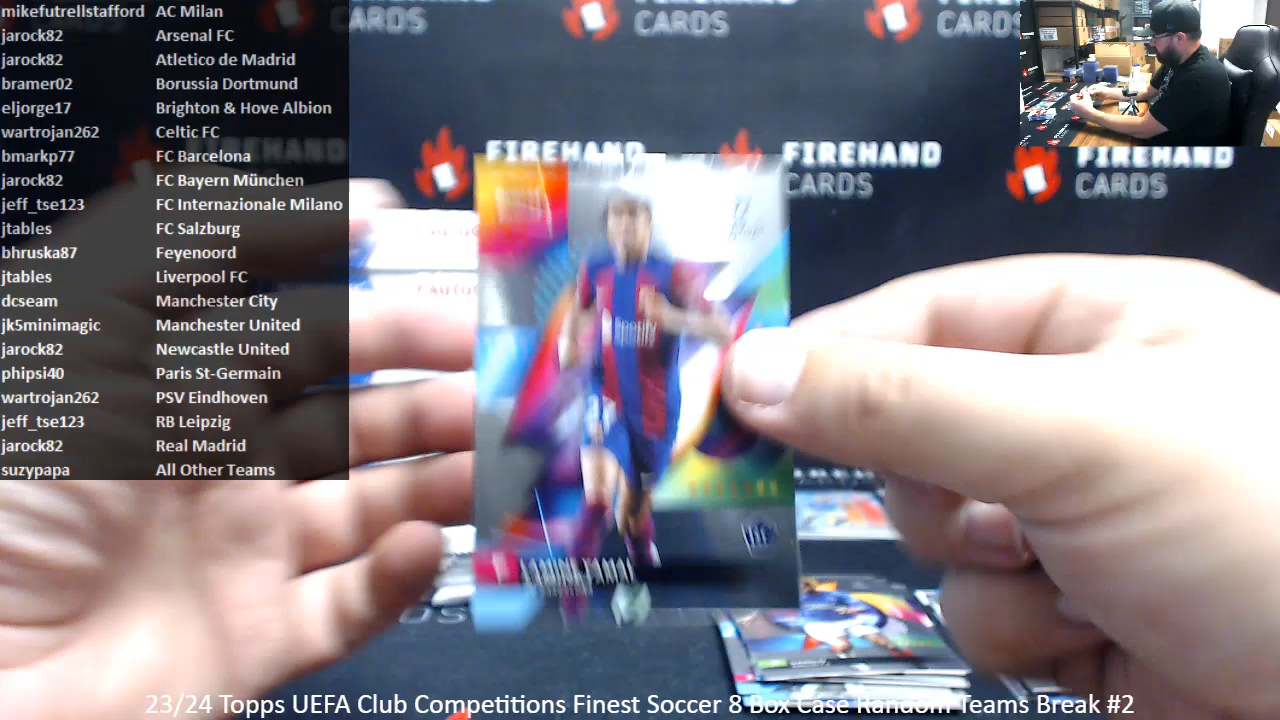 mikefutrellstafford AC Milan
jarock82 Arsenal FC
jarock82 Atletico de Madrid
bramer02 Borussia Dortmund
eljorge17 Brighton & Hove Albion
wartrojan262 Celtic FC
bmarkp77 FC Barcelona
jarock82 FC Bayern München
jeff_tse123 FC Internazionale Milano
jtables FC Salzburg
bhruska87 Feyenoord
jtables Liverpool FC
dcseam Manchester City
jk5minimagic Manchester United
jarock82 Newcastle United
phipsi40 Paris St-Germain
wartrojan262 PSV Eindhoven
jeff_tse123 RB Leipzig
jarock82 Real Madrid
suzypapa All Other Teams
CARDS
CARDS
CARDS
FIREHAND
FIREHAND
CARDS
FIREHAND
CARDS
Spotify
LAMINE YAMAL
23/24 Topps UEFA Club Competitions Finest Soccer 8 Box Case Random Teams Break #2